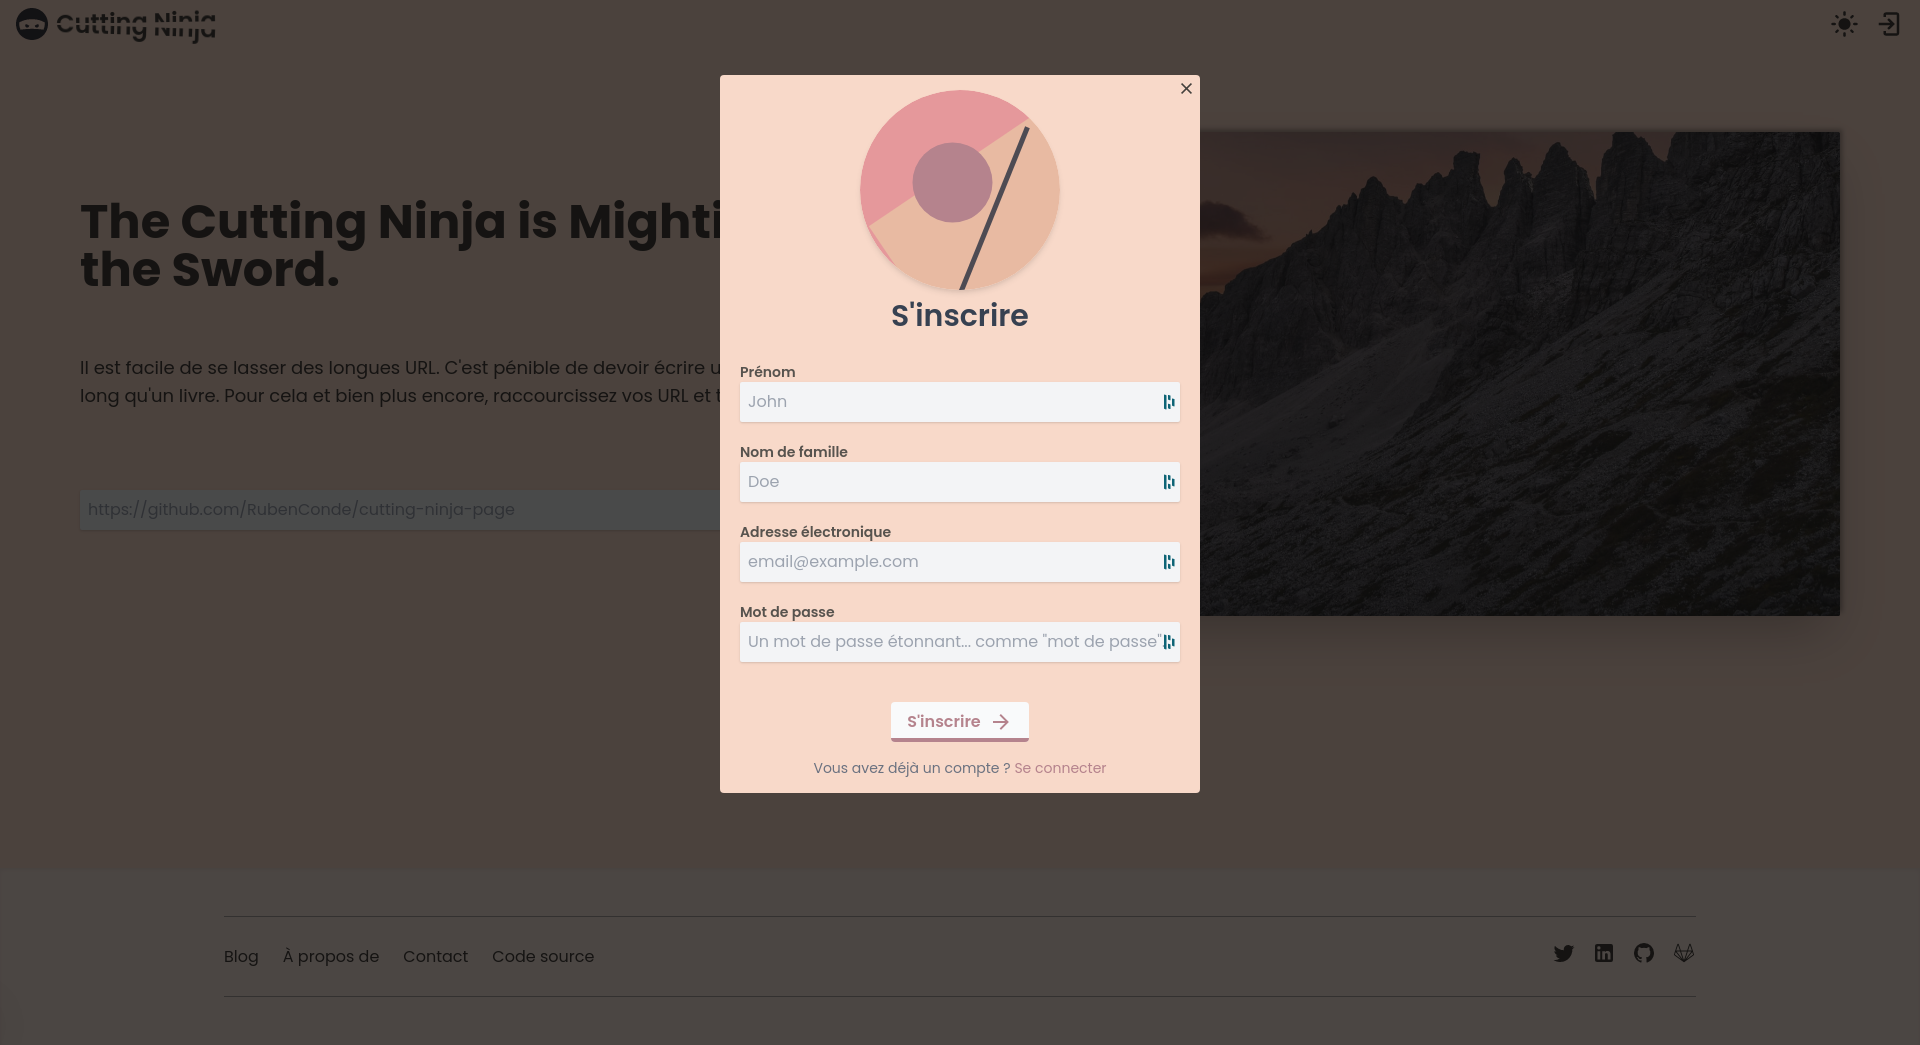 Cutting Ninja
The Cutting Ninja is Mighti
the Sword.
Il est facile de se lasser des longues URL. C'est pénible de devoir écrire u
long qu'un livre. Pour cela et bien plus encore, raccourcissez vos URL et t
https://github.com/RubenConde/cutting-ninja-page
S'inscrire
Prénom
John
Nom de famille
Doe
Adresse électronique
email@example.com
Mot de passe
Un mot de passe étonnant... comme "mot de passe"
S'inscrire
Vous avez déjà un compte ? Se connecter
Blog À propos de Contact Code source